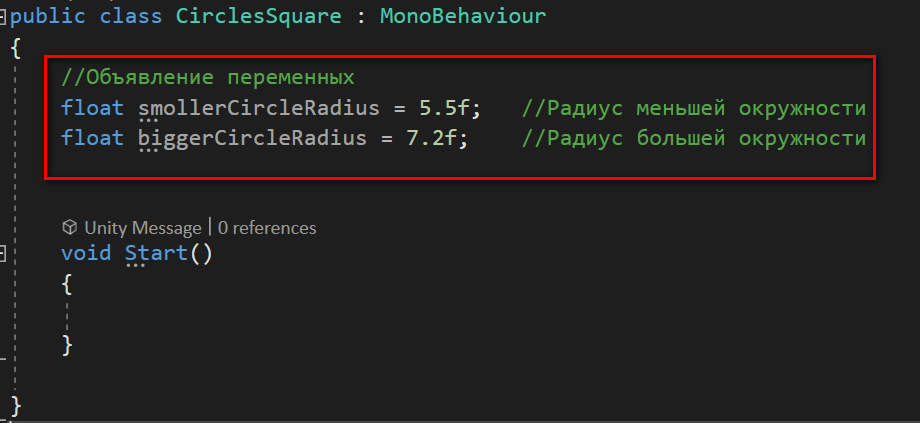 public class CirclesSquare : MonoBehaviour
{
//Объявление переменных
float smollerCircleRadius = 5.5f; //Радиус меньшей окружности
float biggerCircleRadius = 7.2f; //Радиус большей окружности
Unity Message | 0 references
void Start()
{
}
}